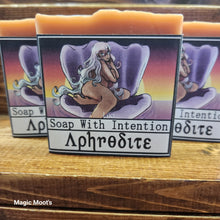 Soap With Intention
Aphrodite
Magic Moot's